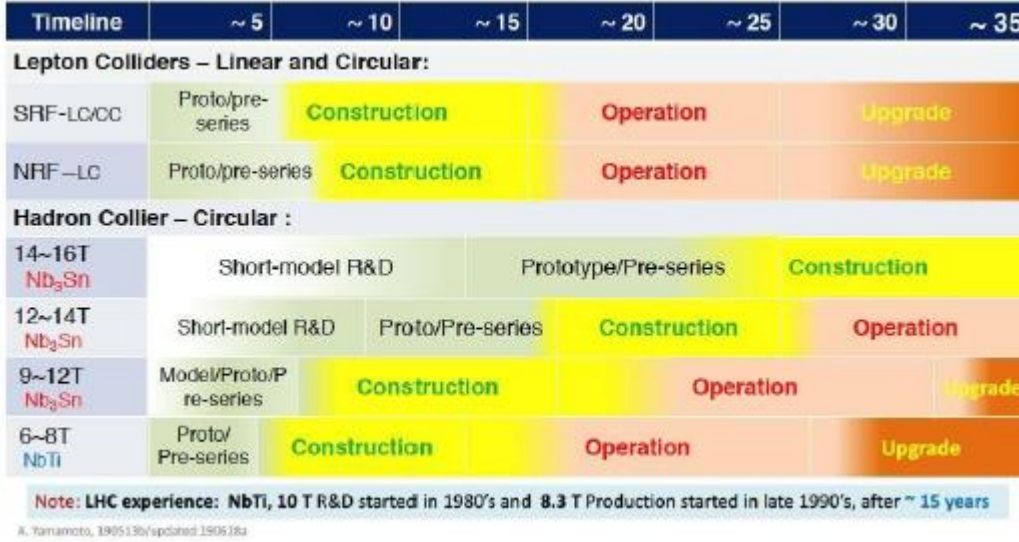 Timeline ~ 5 ~ 10 ~ 15 ~ 20 ~ 25 ~ 30 ~ 35
Lepton Colliders – Linear and Circular:
SRF-LC/CC Proto/pre-
series Construction Operation Upgrade
NRF–LC Proto/pre-series Construction Operation Upgrade
Hadron Collier – Circular :
14~16T
Nb₃Sn Short-model R&D Prototype/Pre-series Construction
12~14T
Nb₃Sn Short-model R&D Proto/Pre-series Construction Operation
9~12T
Nb₃Sn Model/Proto/P
re-series Construction Operation Upgrade
6~8T
NbTi Proto/
Pre-series Construction Operation Upgrade
Note: LHC experience: NbTi, 10 T R&D started in 1980's and 8.3 T Production started in late 1990's, after ~ 15 years
A. Yamamoto, 190513b/updated 190628a